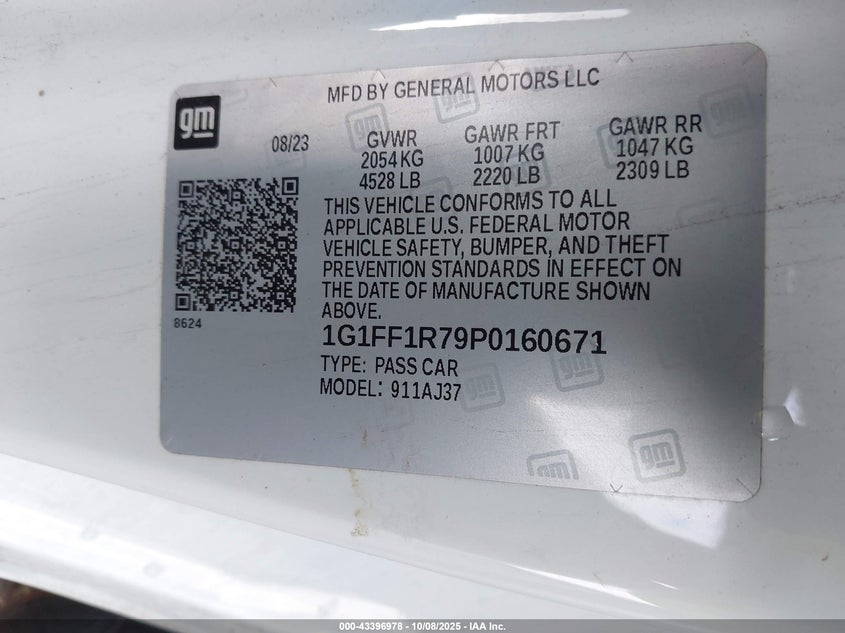 MFD BY GENERAL MOTORS LLC
gm
08/23
GVWR
2054 KG
4528 LB
GAWR FRT
1007 KG
2220 LB
GAWR RR
1047 KG
2309 LB
THIS VEHICLE CONFORMS TO ALL
APPLICABLE U.S. FEDERAL MOTOR
VEHICLE SAFETY, BUMPER, AND THEFT
PREVENTION STANDARDS IN EFFECT ON
THE DATE OF MANUFACTURE SHOWN
ABOVE.
8624
1G1FF1R79P0160671
TYPE: PASS CAR
MODEL: 911AJ37
gm
gm
000-43396978 - 10/08/2025 - IAA Inc.